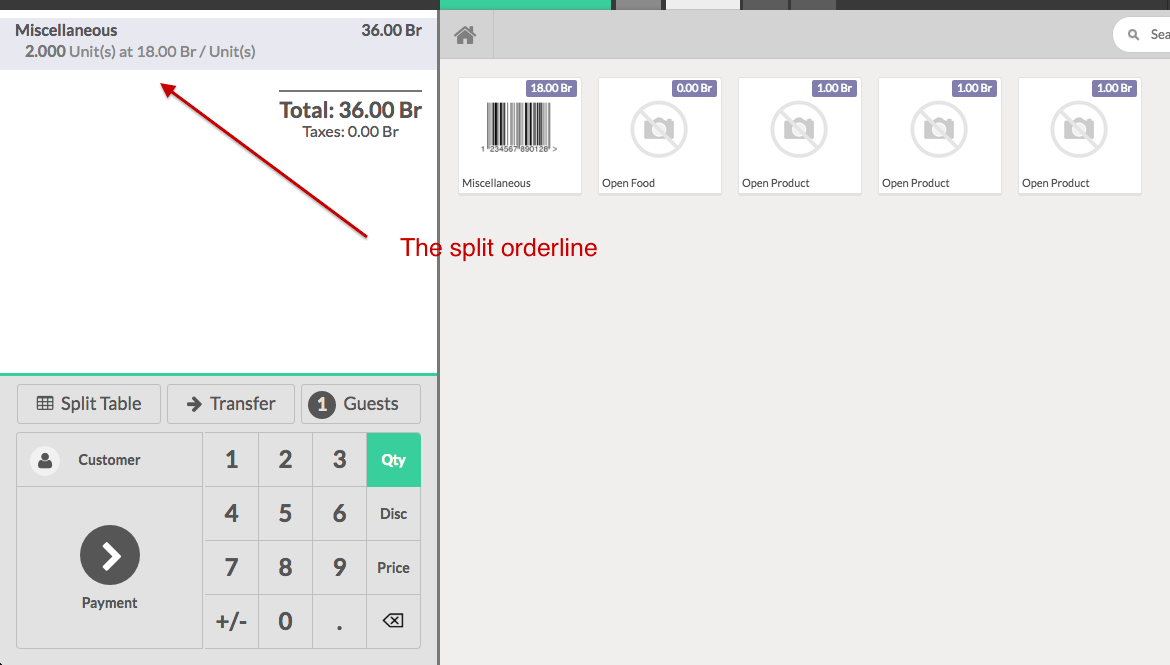 Miscellaneous 36.00 Br
2.000 Unit(s) at 18.00 Br / Unit(s)
Total: 36.00 Br
Taxes: 0.00 Br
The split orderline
Split Table
Transfer
1 Guests
Customer
1 2 3 Qty
4 5 6 Disc
7 8 9 Price
Payment
+/- 0 .
Sea
18.00 Br
1 234567 890128 >
Miscellaneous
0.00 Br
Open Food
1.00 Br
Open Product
1.00 Br
Open Product
1.00 Br
Open Product